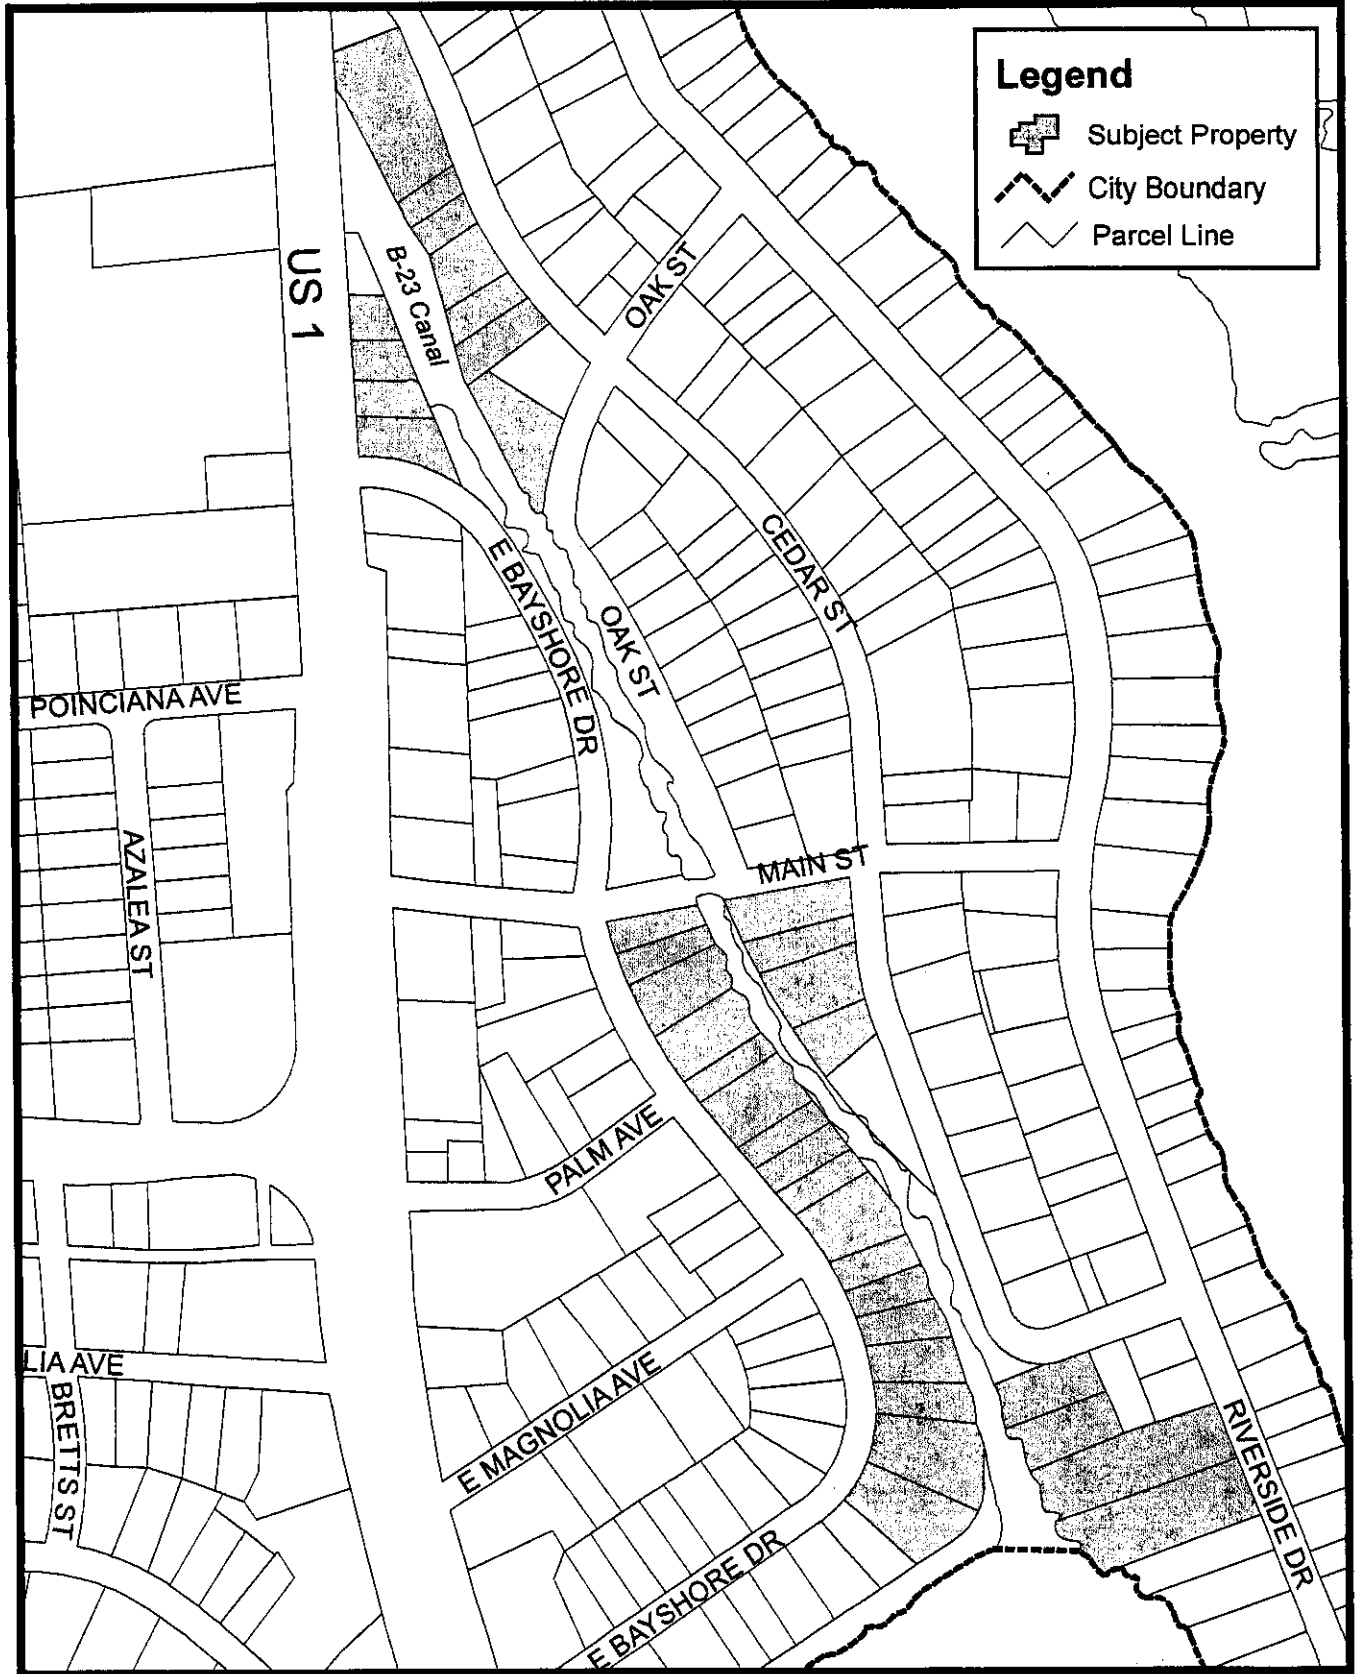 Legend
Subject Property
City Boundary
Parcel Line
US 1
B-23 Canal
OAK ST
CEDAR ST
E BAYSHORE DR
OAK ST
POINCIANA AVE
AZALEA ST
MAIN ST
PALM AVE
LIA AVE
BRETTS ST
E MAGNOLIA AVE
RIVERSIDE DR
E BAYSHORE DR